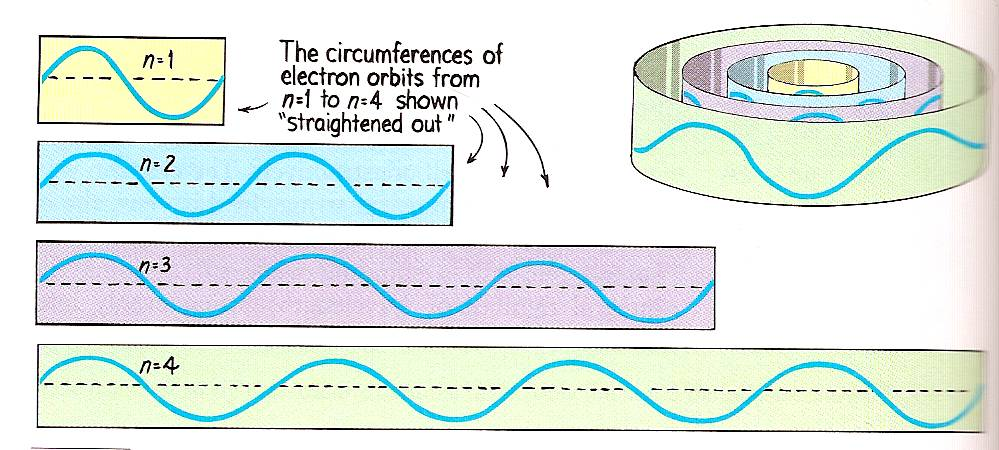 n=1
The circumferences of
electron orbits from
n=1 to n=4 shown
"straightened out"
n=2
n=3
n=4